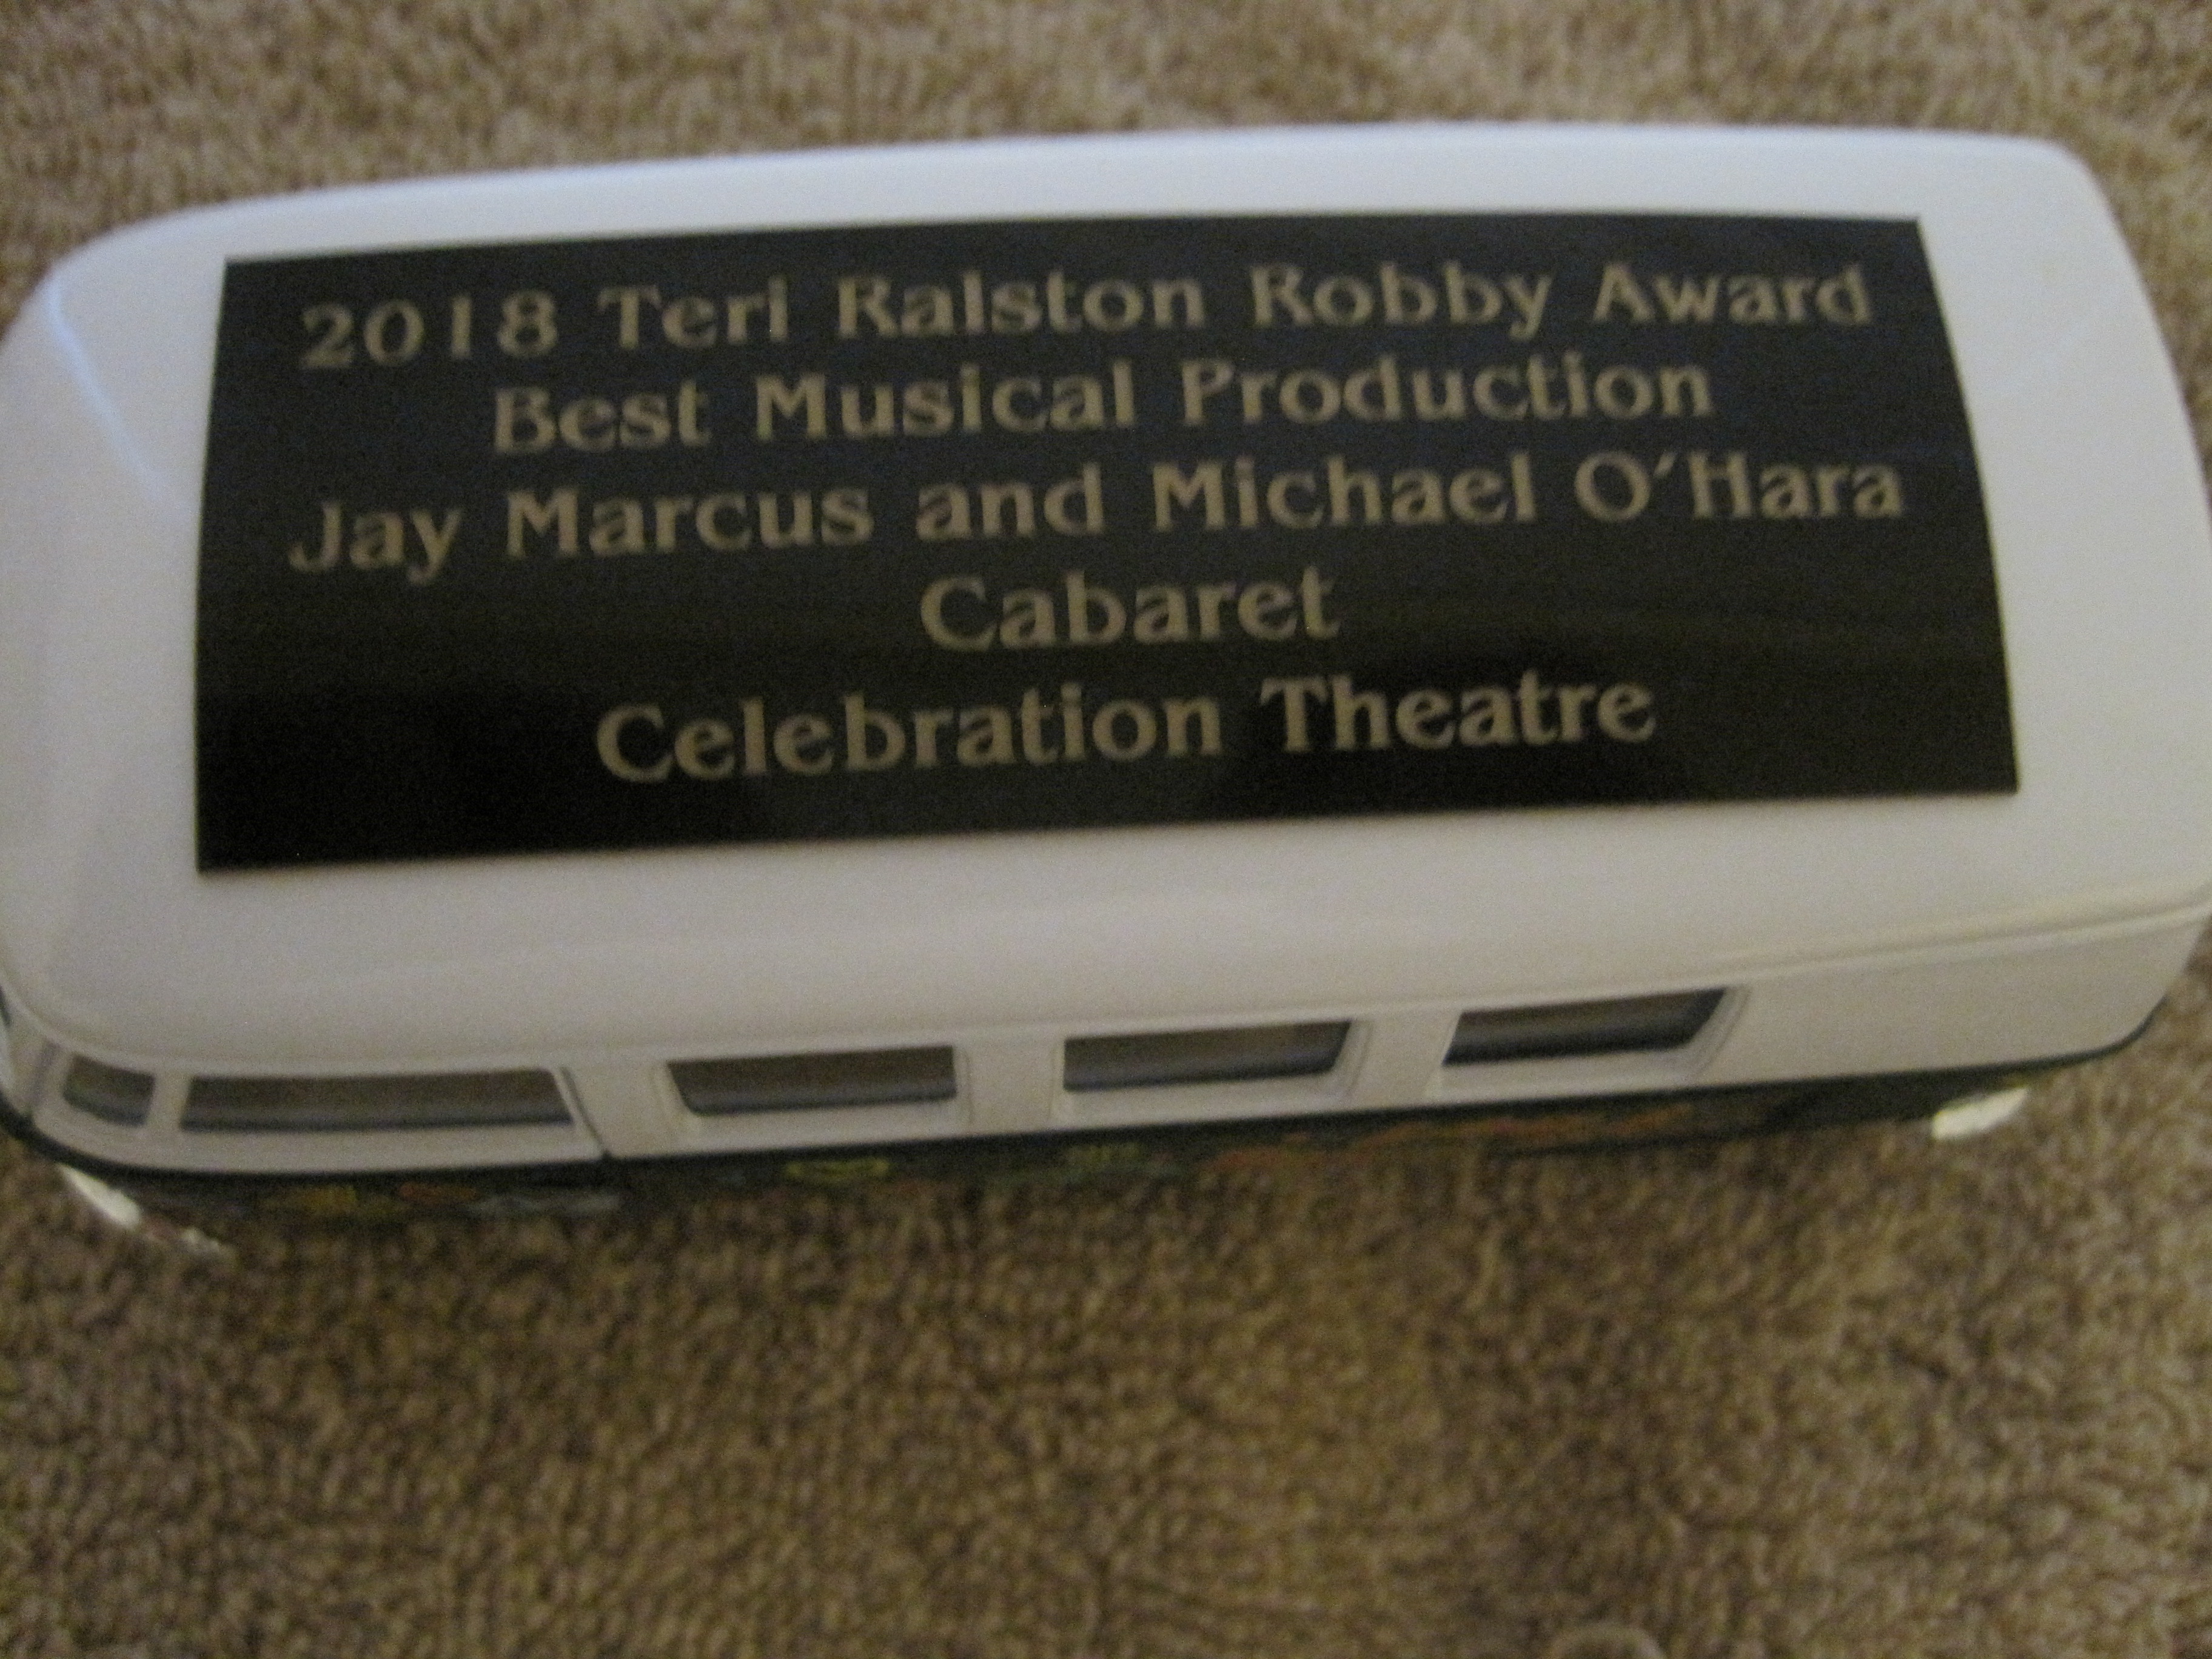 2018 Teri Ralston Robby Award
Best Musical Production
Jay Marcus and Michael O'Hara
Cabaret
Celebration Theatre